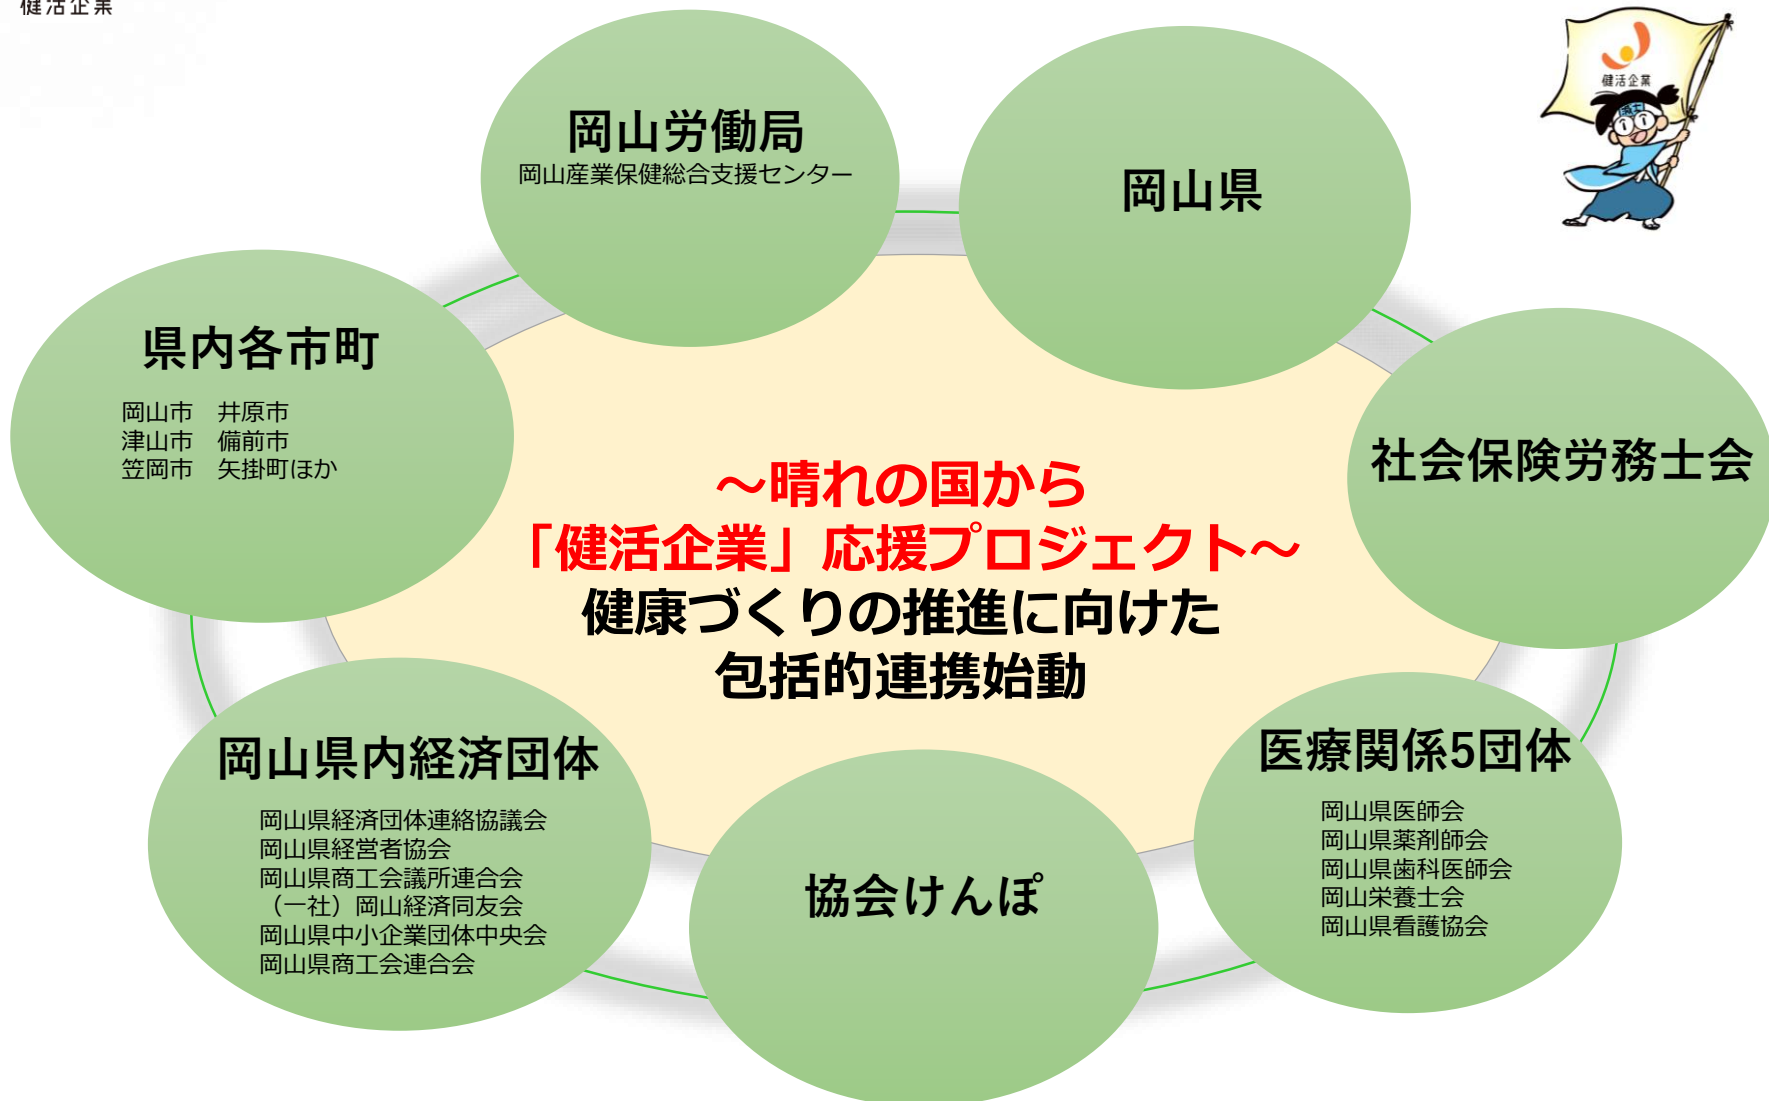 健活企業
健活企業
岡山労働局
岡山産業保健総合支援センター
岡山県
県内各市町
岡山市　井原市
津山市　備前市
笠岡市　矢掛町ほか
社会保険労務士会
～晴れの国から
「健活企業」応援プロジェクト～
健康づくりの推進に向けた
包括的連携始動
岡山県内経済団体
岡山県経済団体連絡協議会
岡山県経営者協会
岡山県商工会議所連合会
（一社）岡山経済同友会
岡山県中小企業団体中央会
岡山県商工会連合会
協会けんぽ
医療関係5団体
岡山県医師会
岡山県薬剤師会
岡山県歯科医師会
岡山栄養士会
岡山県看護協会